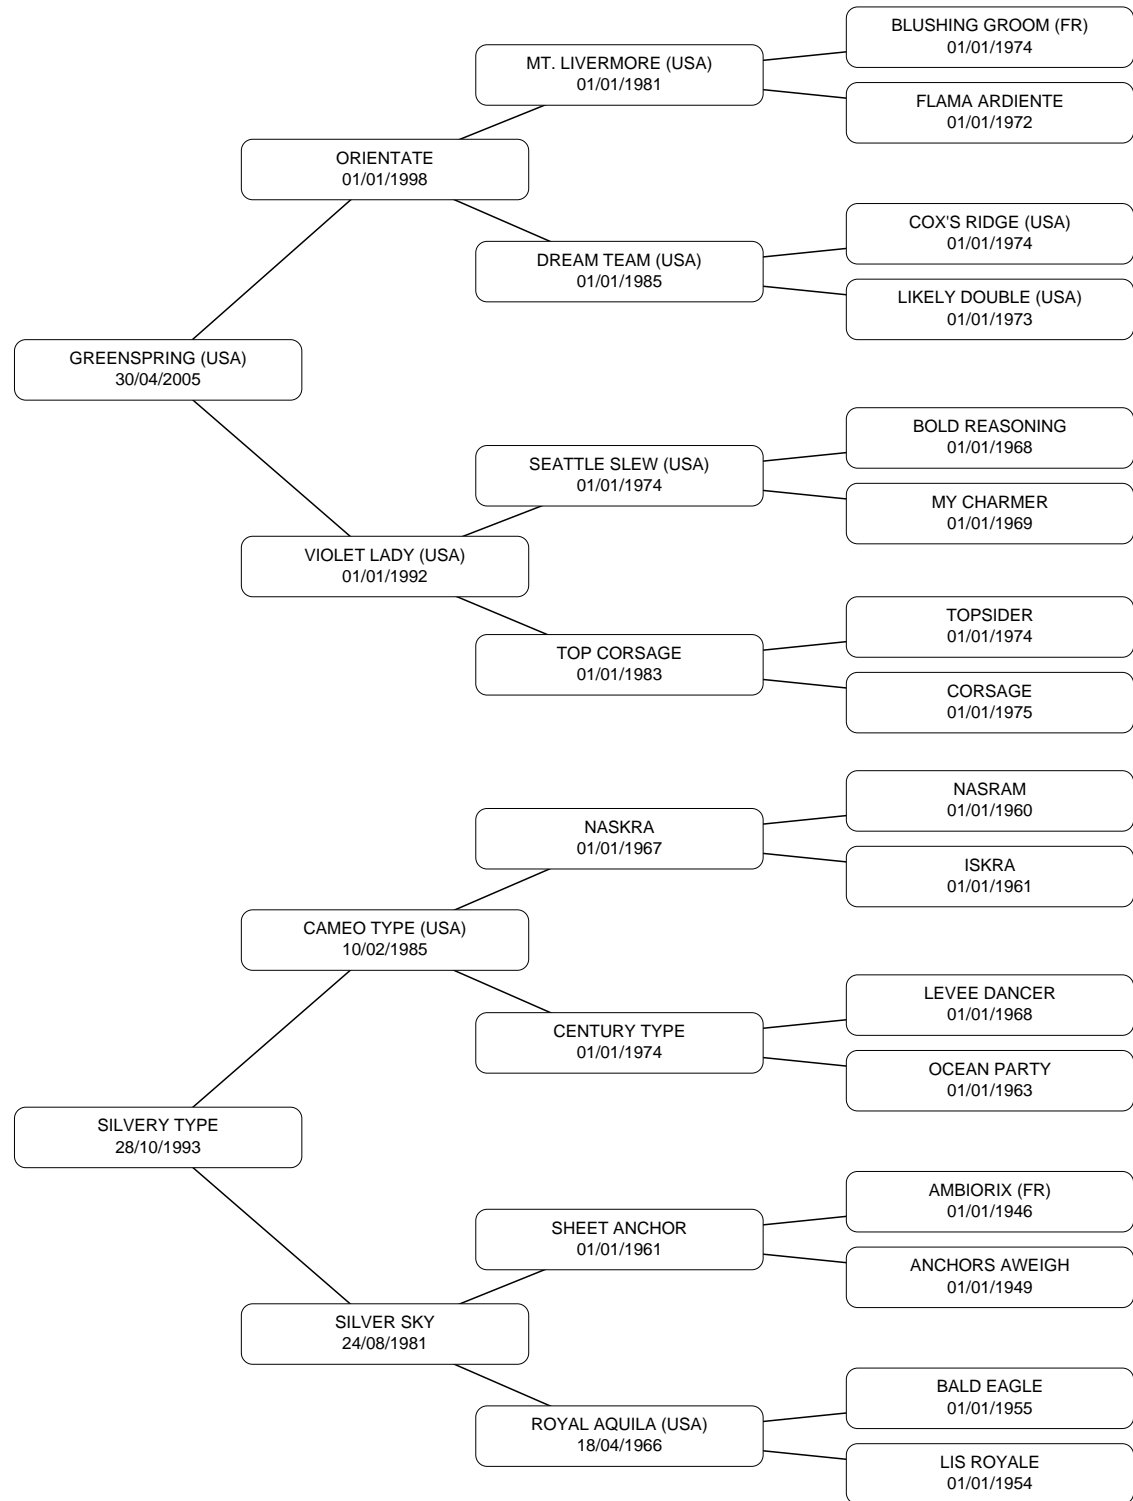 BLUSHING GROOM (FR)
01/01/1974
MT. LIVERMORE (USA)
01/01/1981
FLAMA ARDIENTE
01/01/1972
ORIENTATE
01/01/1998
COX'S RIDGE (USA)
01/01/1974
DREAM TEAM (USA)
01/01/1985
LIKELY DOUBLE (USA)
01/01/1973
GREENSPRING (USA)
30/04/2005
BOLD REASONING
01/01/1968
SEATTLE SLEW (USA)
01/01/1974
MY CHARMER
01/01/1969
VIOLET LADY (USA)
01/01/1992
TOPSIDER
01/01/1974
TOP CORSAGE
01/01/1983
CORSAGE
01/01/1975
NASRAM
01/01/1960
NASKRA
01/01/1967
ISKRA
01/01/1961
CAMEO TYPE (USA)
10/02/1985
LEVEE DANCER
01/01/1968
CENTURY TYPE
01/01/1974
OCEAN PARTY
01/01/1963
SILVERY TYPE
28/10/1993
AMBIORIX (FR)
01/01/1946
SHEET ANCHOR
01/01/1961
ANCHORS AWEIGH
01/01/1949
SILVER SKY
24/08/1981
BALD EAGLE
01/01/1955
ROYAL AQUILA (USA)
18/04/1966
LIS ROYALE
01/01/1954